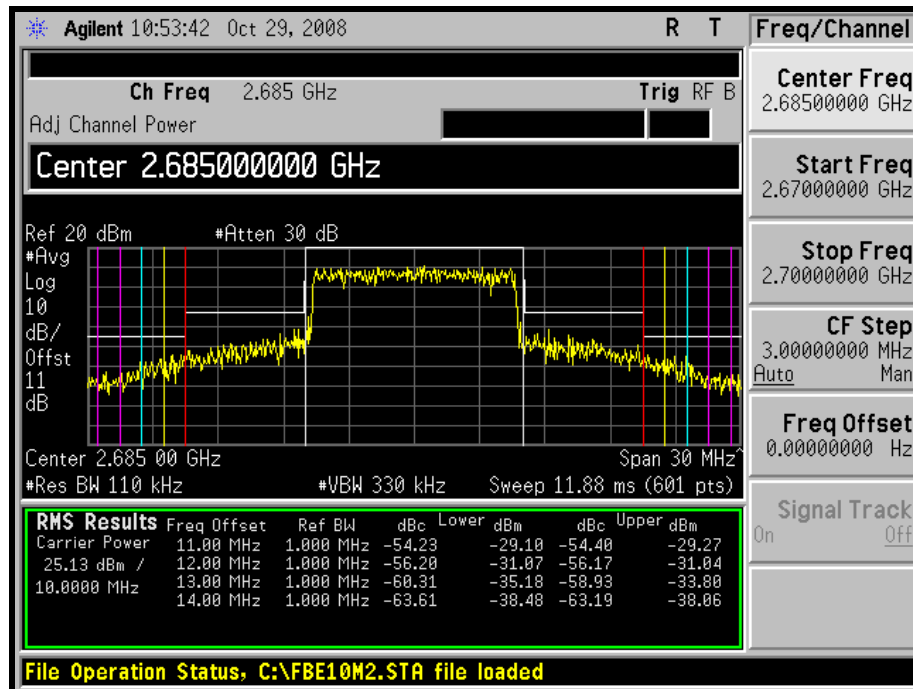 Agilent 10:53:42 Oct 29, 2008 R T
Ch Freq 2.685 GHz Trig RF B
Adj Channel Power
Center 2.685000000 GHz
Ref 20 dBm #Atten 30 dB
#Avg
Log
10
dB/
Offst
11
dB
Center 2.685 00 GHz Span 30 MHz^
#Res BW 110 kHz #VBW 330 kHz Sweep 11.88 ms (601 pts)
RMS Results Freq Offset Ref BW dBc Lower dBm dBc Upper dBm
Carrier Power 11.00 MHz 1.000 MHz -54.23 -29.10 -54.40 -29.27
25.13 dBm / 12.00 MHz 1.000 MHz -56.20 -31.07 -56.17 -31.04
10.0000 MHz 13.00 MHz 1.000 MHz -60.31 -35.18 -58.93 -33.80
14.00 MHz 1.000 MHz -63.61 -38.48 -63.19 -38.06
File Operation Status, C:\FBE10M2.STA file loaded
Freq/Channel
Center Freq
2.68500000 GHz
Start Freq
2.67000000 GHz
Stop Freq
2.70000000 GHz
CF Step
3.00000000 MHz
Auto Man
Freq Offset
0.00000000 Hz
Signal Track
On Off